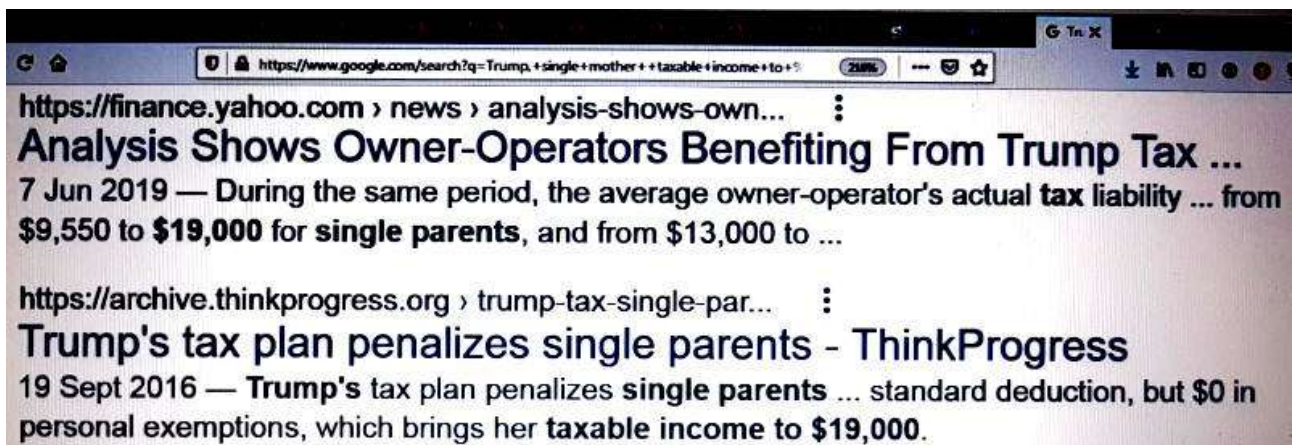 G Tr. X
https://www.google.com/search?q=Trump,+single+mother++taxable+income+to+
https://finance.yahoo.com › news › analysis-shows-own...
Analysis Shows Owner-Operators Benefiting From Trump Tax ...
7 Jun 2019 — During the same period, the average owner-operator's actual tax liability ... from
$9,550 to $19,000 for single parents, and from $13,000 to ...
https://archive.thinkprogress.org › trump-tax-single-par...
Trump's tax plan penalizes single parents - ThinkProgress
19 Sept 2016 — Trump's tax plan penalizes single parents ... standard deduction, but $0 in
personal exemptions, which brings her taxable income to $19,000.